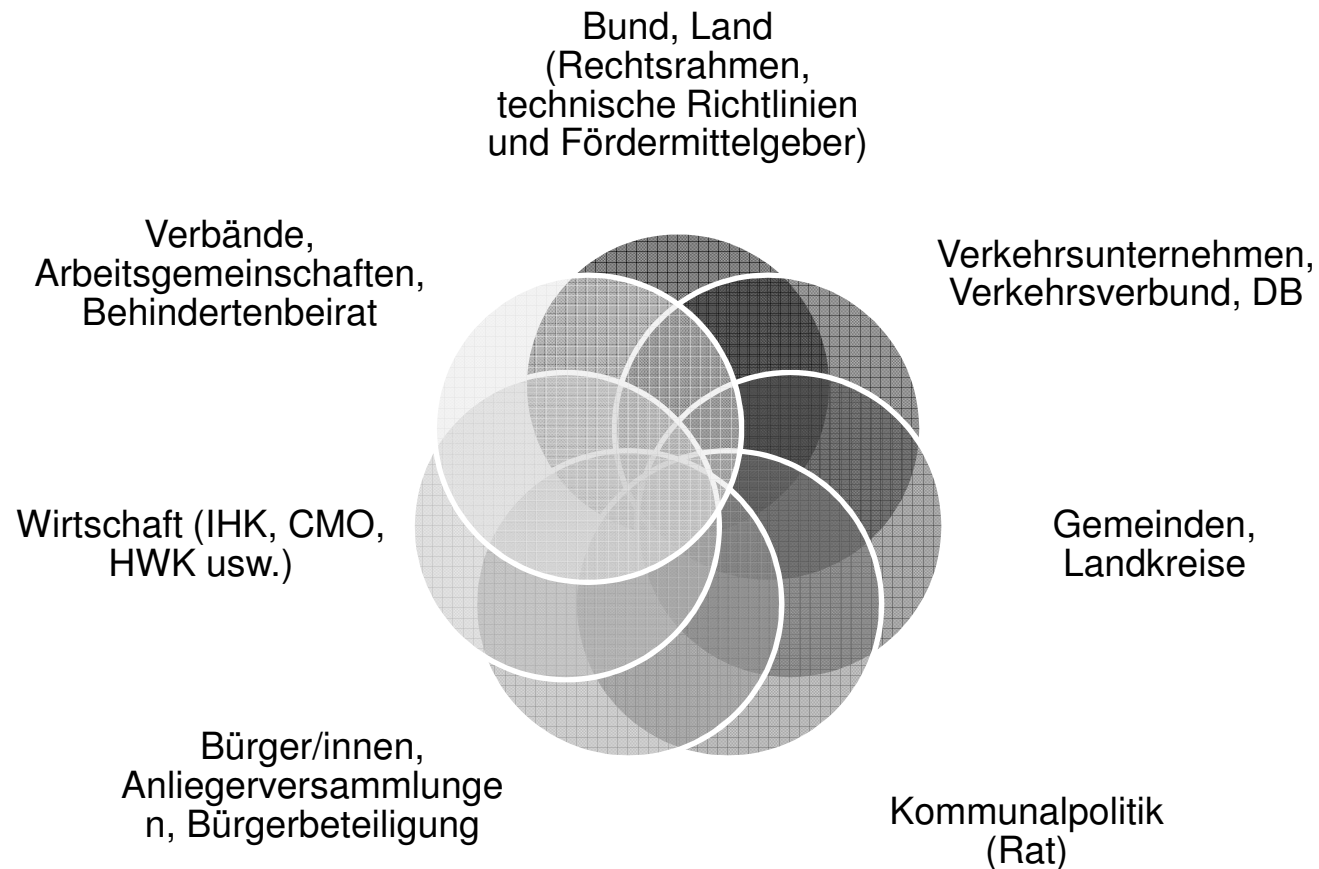 Bund, Land
(Rechtsrahmen,
technische Richtlinien
und Fördermittelgeber)
Verbände,
Arbeitsgemeinschaften,
Behindertenbeirat
Verkehrsunternehmen,
Verkehrsverbund, DB
Wirtschaft (IHK, CMO,
HWK usw.)
Gemeinden,
Landkreise
Bürger/innen,
Anliegerversammlunge
n, Bürgerbeteiligung
Kommunalpolitik
(Rat)